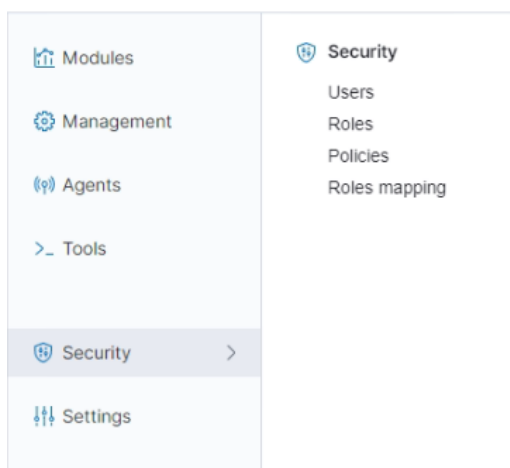 Modules
Management
Agents
>_ Tools
Security
Settings
Security
Users
Roles
Policies
Roles mapping